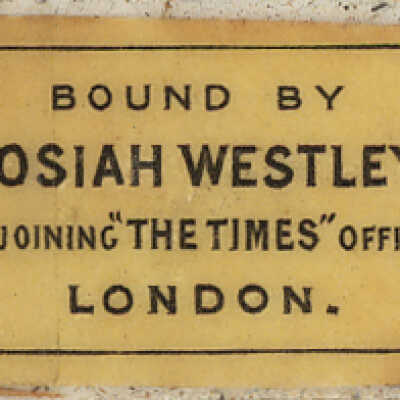 BOUND BY
OSIAH WESTLEY
JOINING "THE TIMES" OFFI
LONDON.